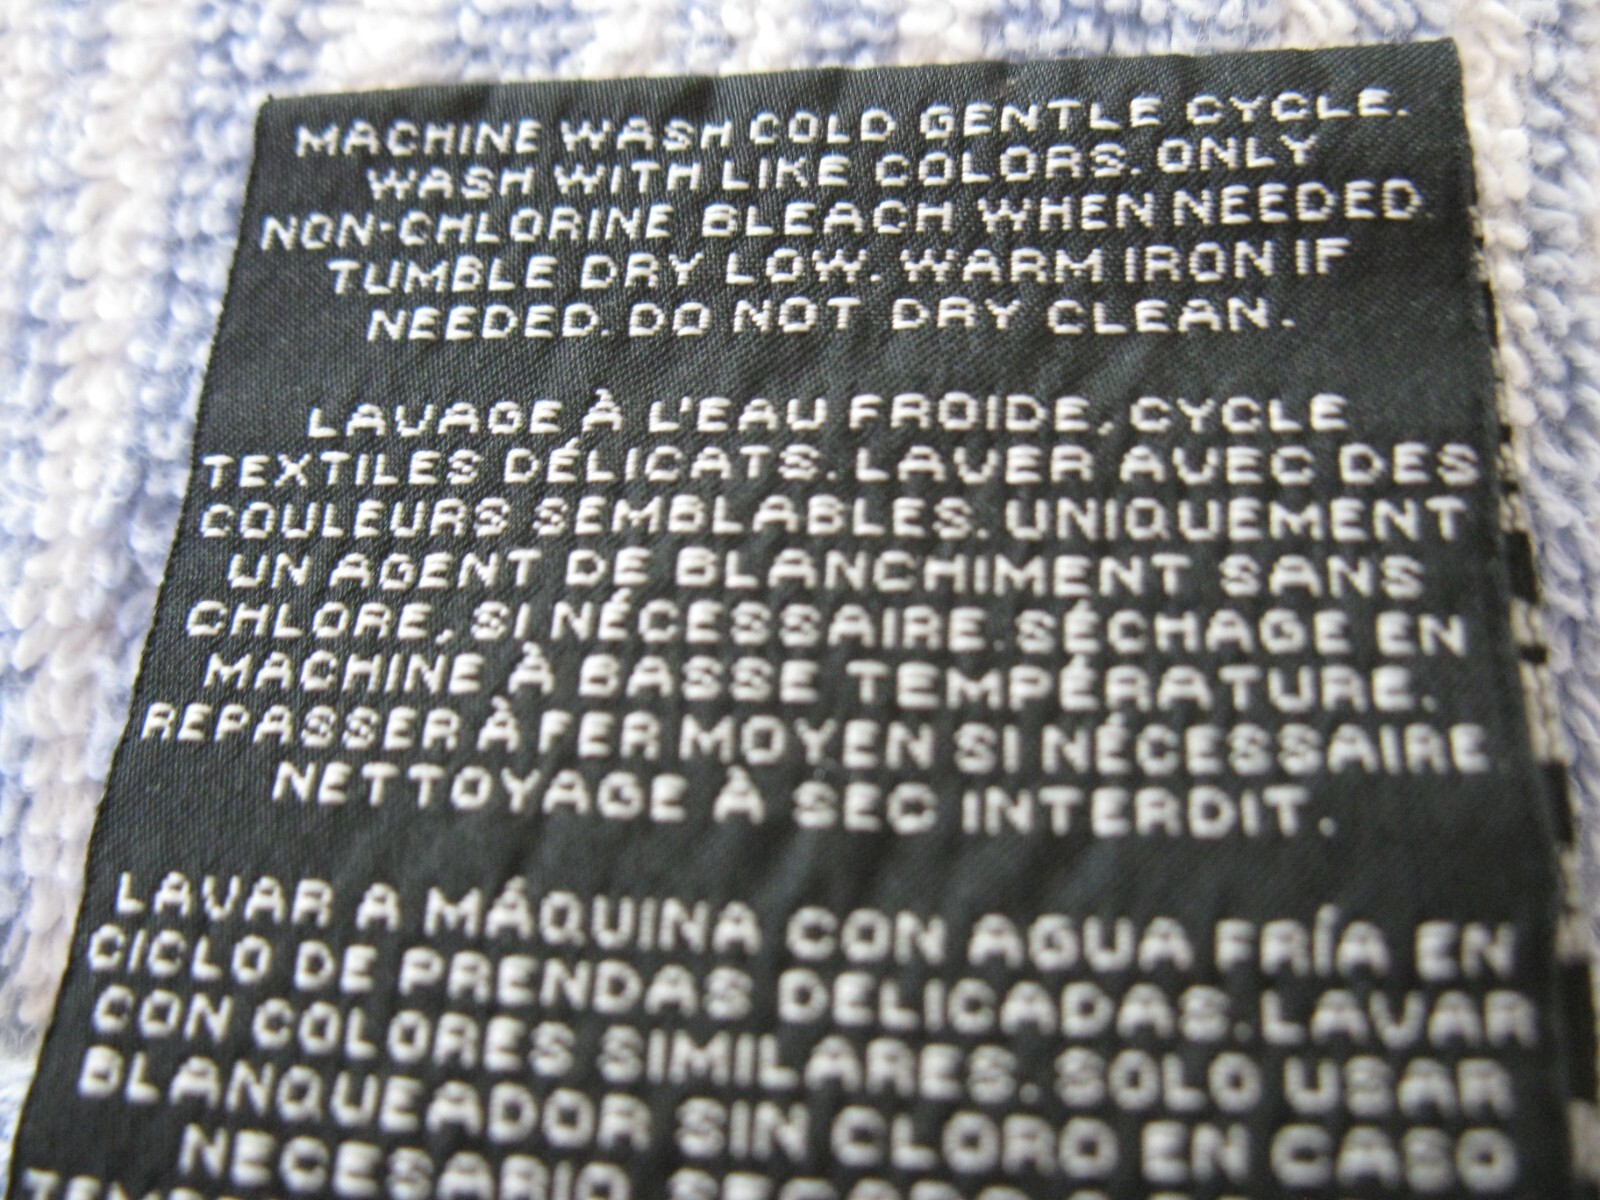 MACHINE WASH COLD GENTLE CYCLE.
WASH WITH LIKE COLORS. ONLY
NON-CHLORINE BLEACH WHEN NEEDED.
TUMBLE DRY LOW. WARM IRON IF
NEEDED. DO NOT DRY CLEAN.
LAVAGE À L'EAU FROIDE, CYCLE
TEXTILES DÉLICATS. LAVER AVEC DES
COULEURS SEMBLABLES. UNIQUEMENT
UN AGENT DE BLANCHIMENT SANS
CHLORE, SI NÉCESSAIRE. SÉCHAGE EN
MACHINE À BASSE TEMPÉRATURE.
REPASSER À FER MOYEN SI NÉCESSAIRE
NETTOYAGE À SEC INTERDIT.
LAVAR A MÁQUINA CON AGUA FRÍA EN
CICLO DE PRENDAS DELICADAS. LAVAR
CON COLORES SIMILARES. SOLO USAR
BLANQUEADOR SIN CLORO EN CASO
NECESARIO.